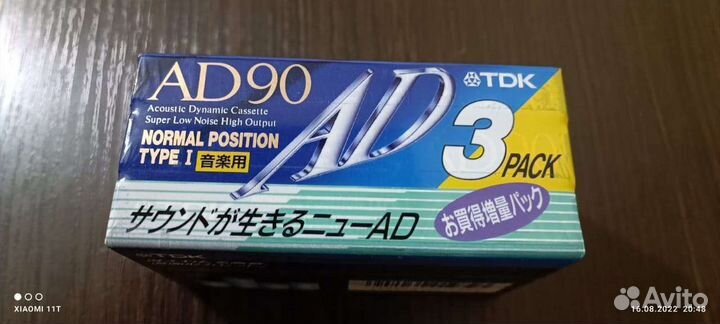 AD90
Acoustic Dynamic Cassette
Super Low Noise High Output
NORMAL POSITION
TYPE I 音楽用
AD
TDK
3 PACK
お買得増量パック
サウンドが生きるニューAD
TDK
XIAOMI 11T
Avito
16.08.2022 20:48